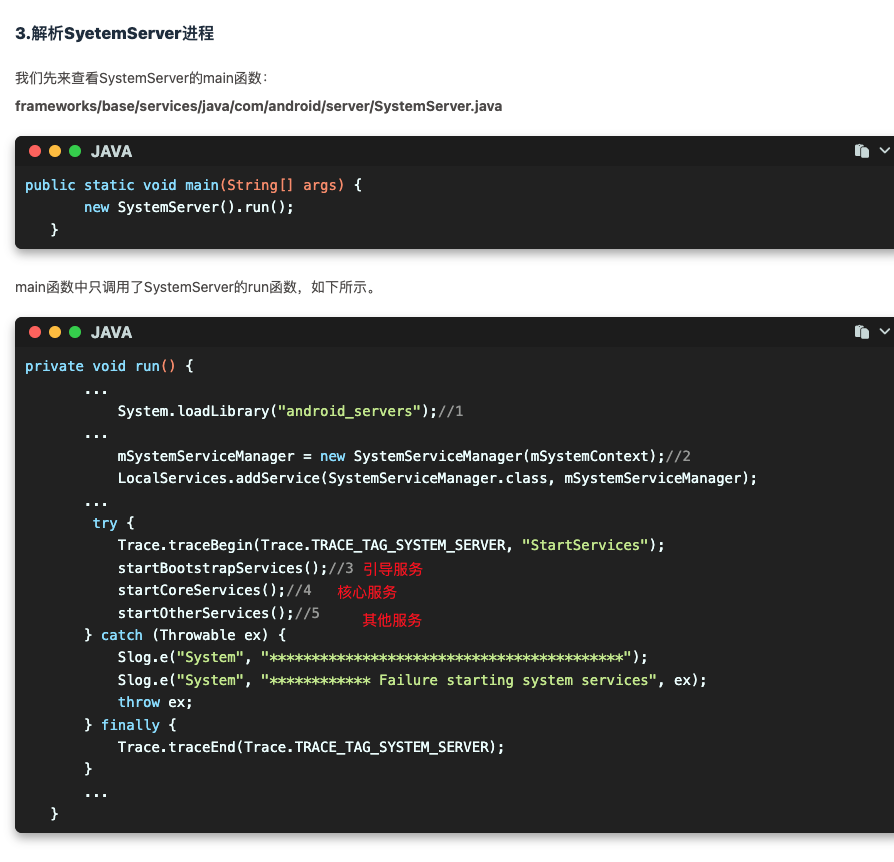 3.解析SyetemServer进程
我们先来查看SystemServer的main函数：
frameworks/base/services/java/com/android/server/SystemServer.java
JAVA
public static void main(String[] args) {
       new SystemServer().run();
   }
main函数中只调用了SystemServer的run函数，如下所示。
JAVA
private void run() {
       ...
           System.loadLibrary("android_servers");//1
       ...
           mSystemServiceManager = new SystemServiceManager(mSystemContext);//2
           LocalServices.addService(SystemServiceManager.class, mSystemServiceManager);
       ...
        try {
           Trace.traceBegin(Trace.TRACE_TAG_SYSTEM_SERVER, "StartServices");
           startBootstrapServices();//3 引导服务
           startCoreServices();//4 核心服务
           startOtherServices();//5 其他服务
       } catch (Throwable ex) {
           Slog.e("System", "******************************************");
           Slog.e("System", "************ Failure starting system services", ex);
           throw ex;
       } finally {
           Trace.traceEnd(Trace.TRACE_TAG_SYSTEM_SERVER);
       }
       ...
   }